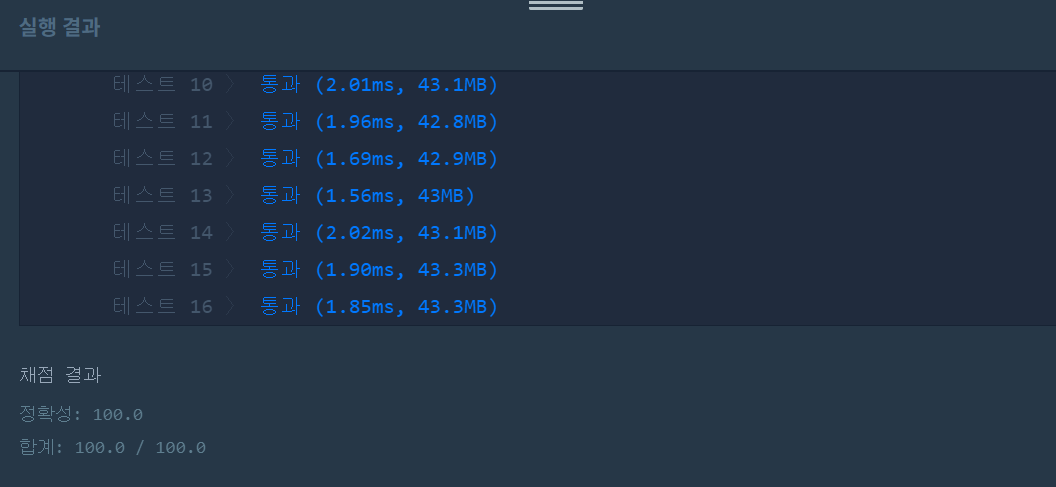 실행 결과
테스트 10 〉 통과 (2.01ms, 43.1MB)
테스트 11 〉 통과 (1.96ms, 42.8MB)
테스트 12 〉 통과 (1.69ms, 42.9MB)
테스트 13 〉 통과 (1.56ms, 43MB)
테스트 14 〉 통과 (2.02ms, 43.1MB)
테스트 15 〉 통과 (1.90ms, 43.3MB)
테스트 16 〉 통과 (1.85ms, 43.3MB)
채점 결과
정확성: 100.0
합계: 100.0 / 100.0